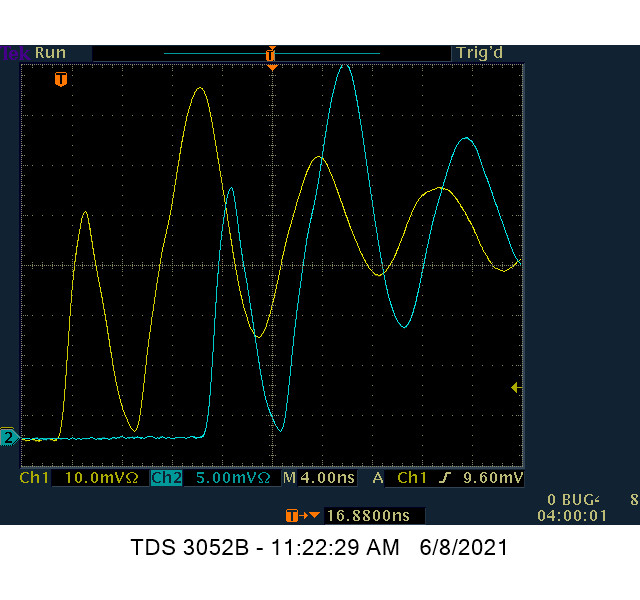 Tek Run Trig'd
T
T
2
Ch1 10.0mVΩ Ch2 5.00mVΩ M 4.00ns A Ch1 9.60mV
0 BUG
8
T 16.8800ns
04:00:01
TDS 3052B - 11:22:29 AM 6/8/2021